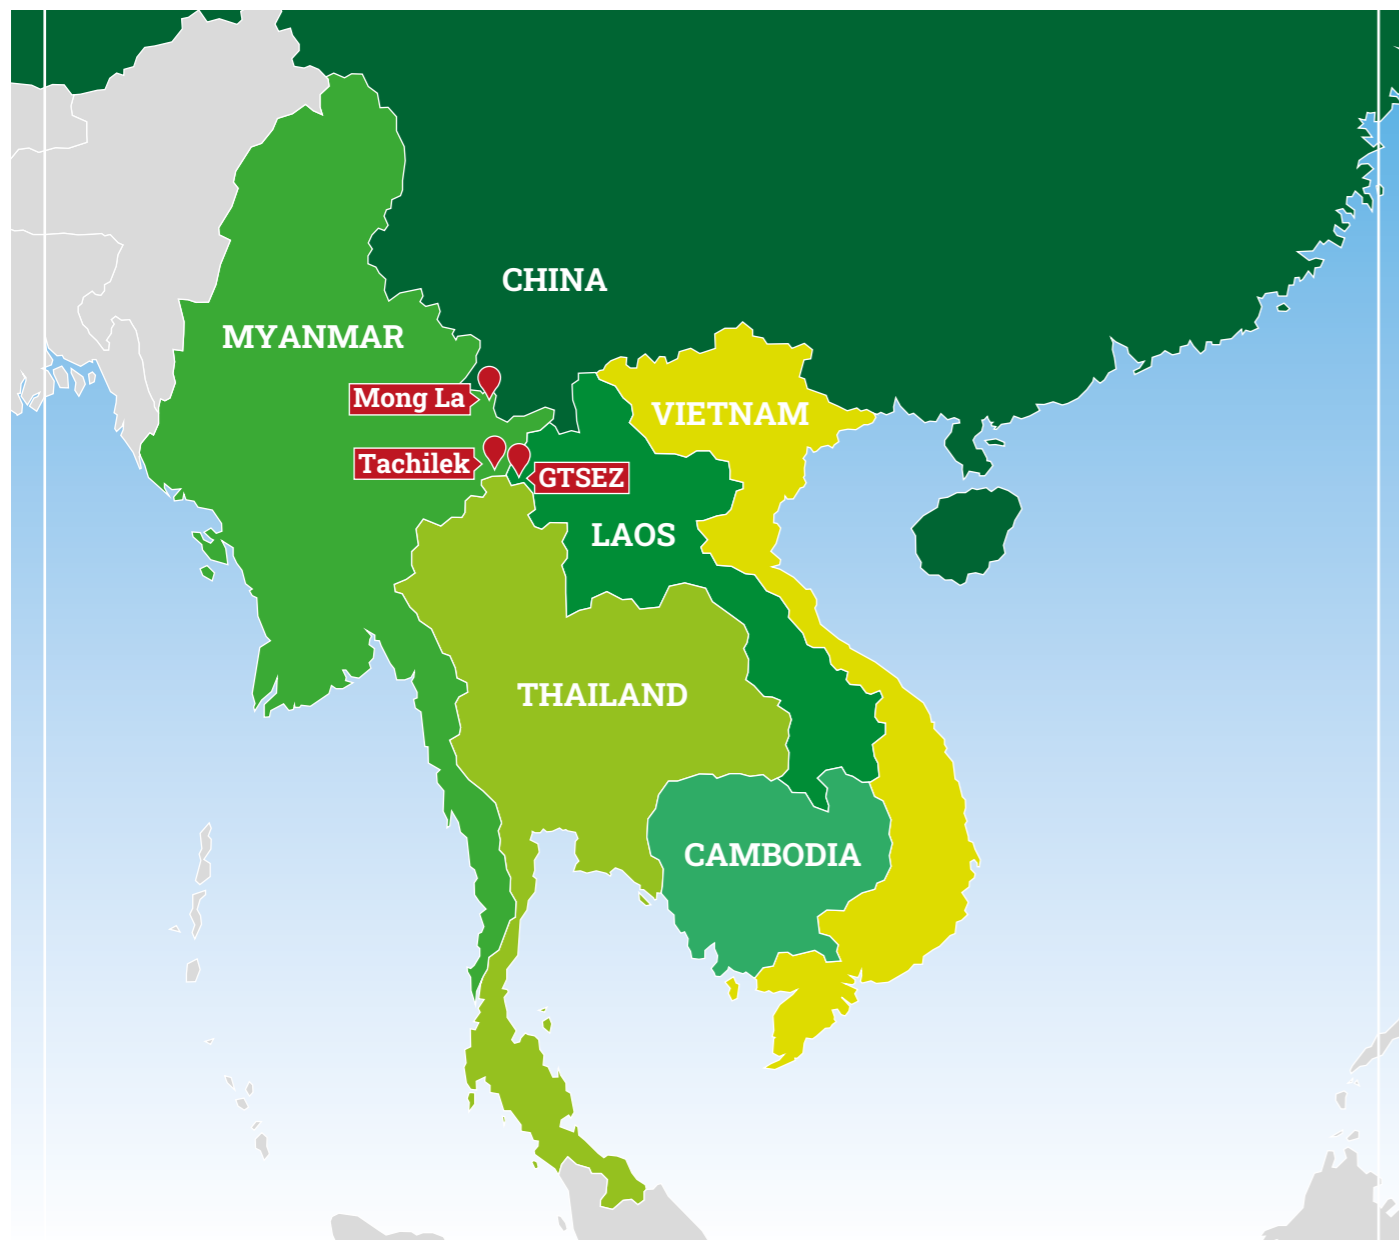 CHINA
MYANMAR
Mong La
VIETNAM
Tachilek
GTSEZ
LAOS
THAILAND
CAMBODIA